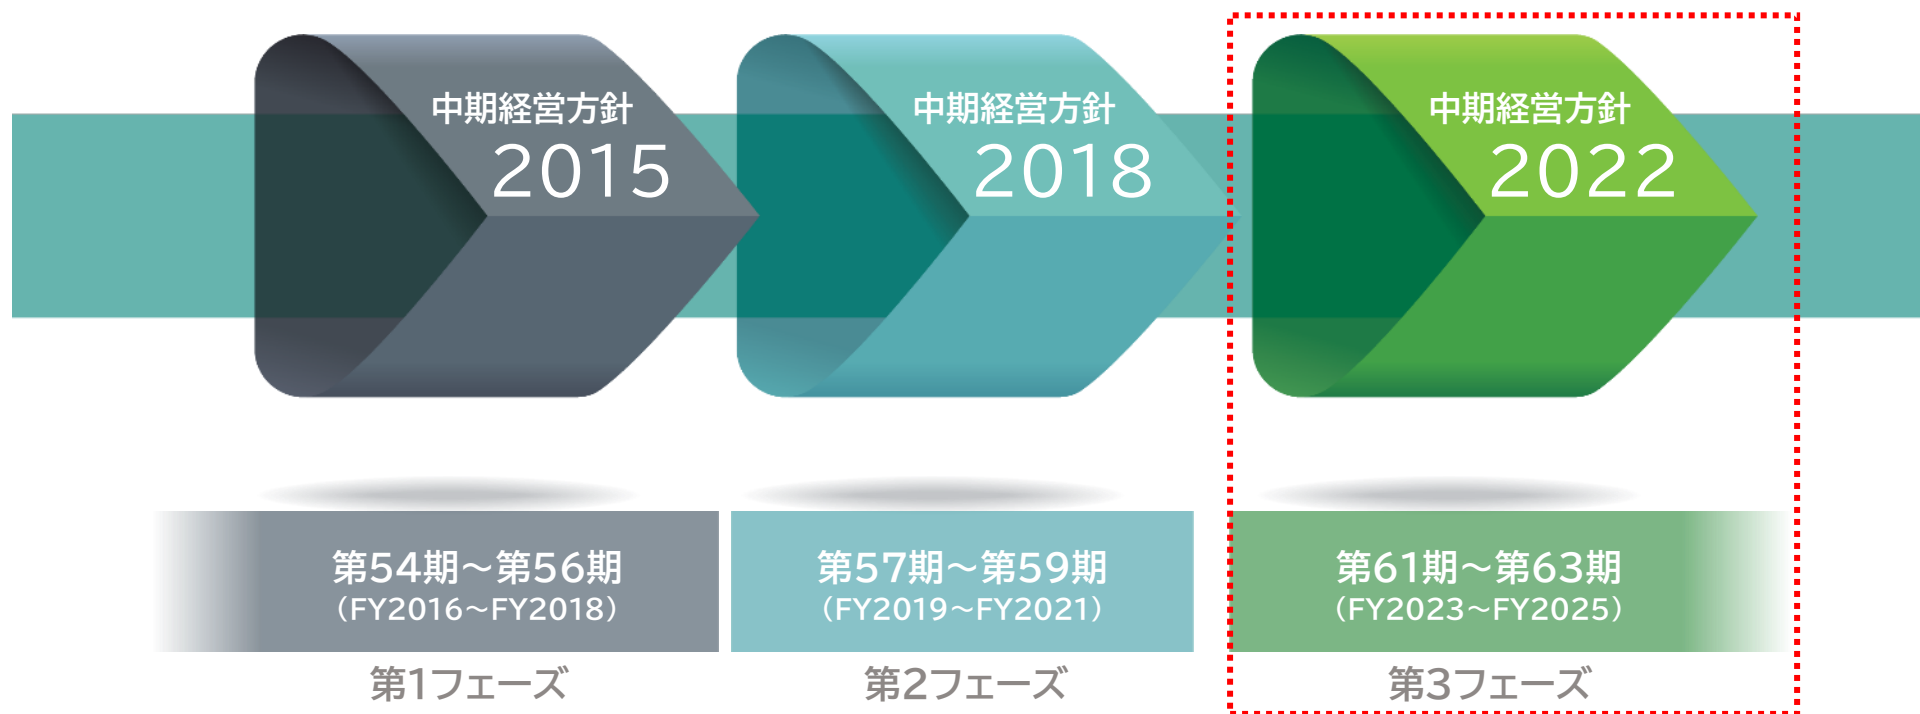 中期経営方針
2015
中期経営方針
2018
中期経営方針
2022
第54期～第56期
（FY2016～FY2018）
第57期～第59期
（FY2019～FY2021）
第61期～第63期
（FY2023～FY2025）
第1フェーズ
第2フェーズ
第3フェーズ